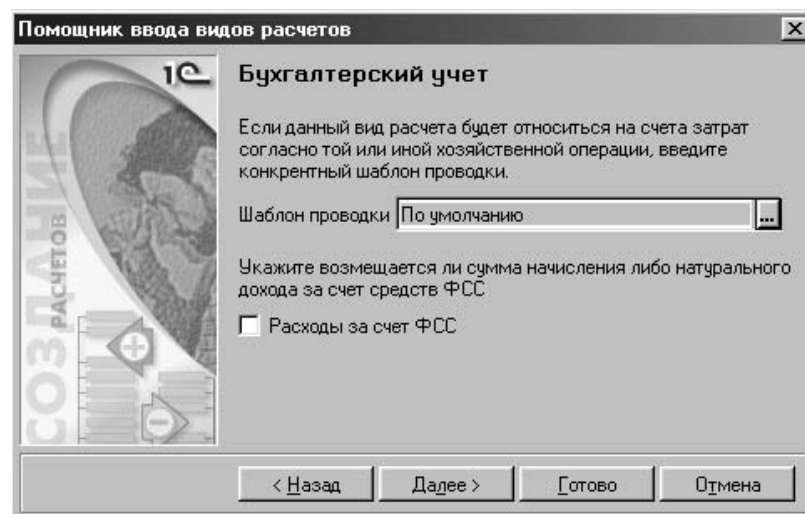 Помощник ввода видов расчетов
1С
Бухгалтерский учет
Если данный вид расчета будет относиться на счета затрат
согласно той или иной хозяйственной операции, введите
конкрентный шаблон проводки.
Шаблон проводки По умолчанию ...
Укажите возмещается ли сумма начисления либо натурального
дохода за счет средств ФСС
Расходы за счет ФСС
СОЗДАНИЕ
РАСЧЕТОВ
< Назад Далее > Готово Отмена